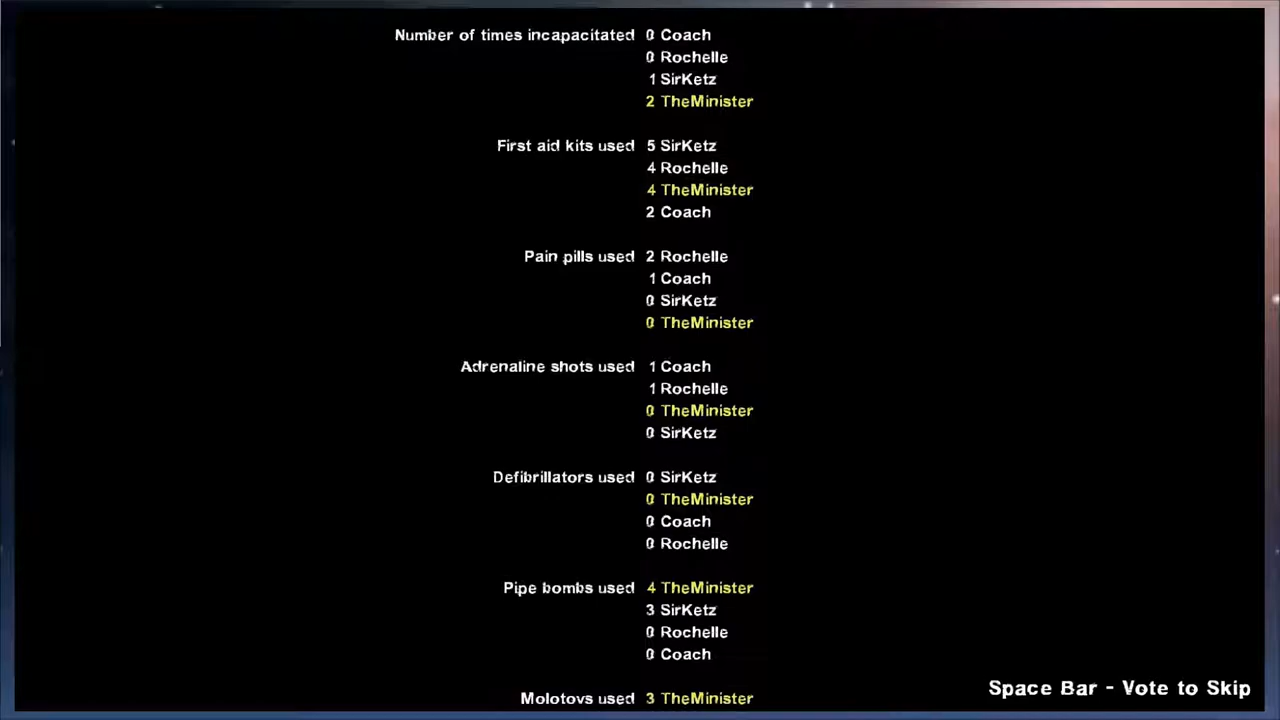 Number of times incapacitated 0 Coach
0 Rochelle
1 SirKetz
2 TheMinister
First aid kits used 5 SirKetz
4 Rochelle
4 TheMinister
2 Coach
Pain pills used 2 Rochelle
1 Coach
0 SirKetz
0 TheMinister
Adrenaline shots used 1 Coach
1 Rochelle
0 TheMinister
0 SirKetz
Defibrillators used 0 SirKetz
0 TheMinister
0 Coach
0 Rochelle
Pipe bombs used 4 TheMinister
3 SirKetz
0 Rochelle
0 Coach
Molotovs used 3 TheMinister
Space Bar - Vote to Skip